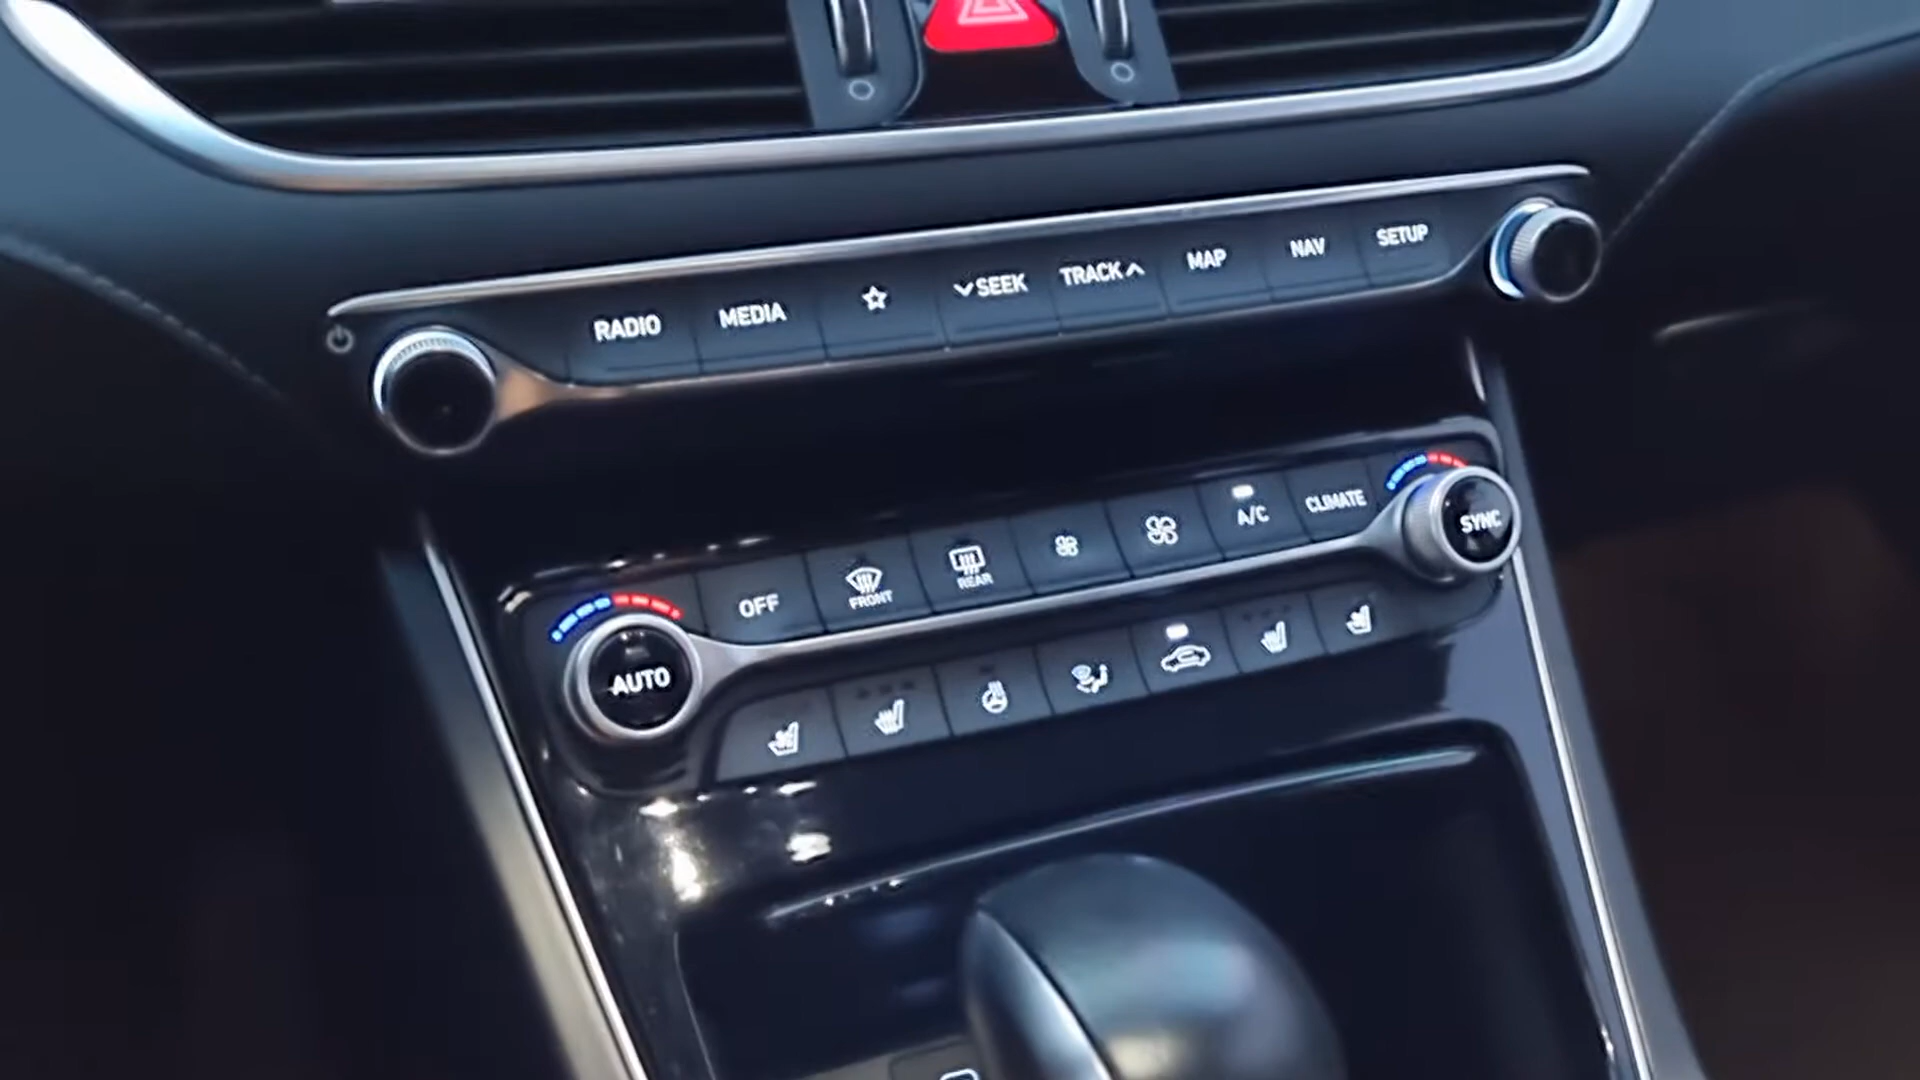 RADIO MEDIA SEEK TRACK MAP NAV SETUP
OFF FRONT REAR A/C CLIMATE SYNC
AUTO